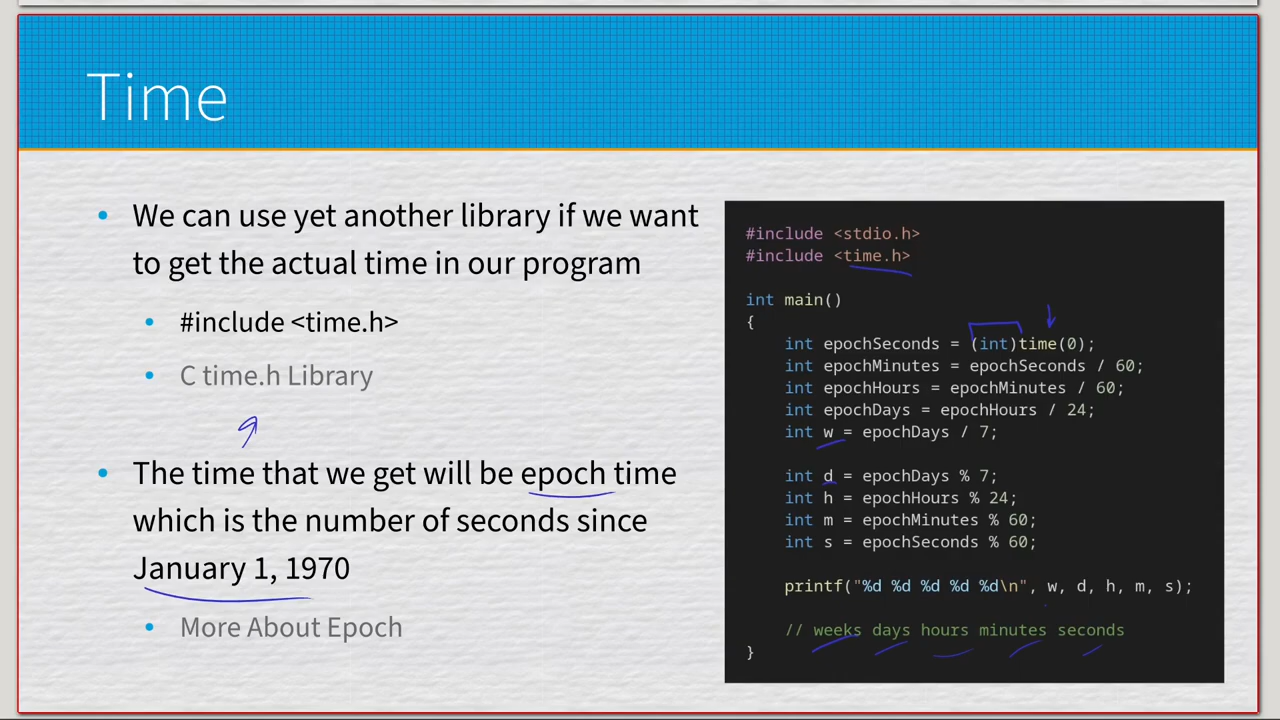 Time
We can use yet another library if we want
to get the actual time in our program
#include <time.h>
C time.h Library
The time that we get will be epoch time
which is the number of seconds since
January 1, 1970
More About Epoch
#include <stdio.h>
#include <time.h>
int main()
{
int epochSeconds = (int)time(0);
int epochMinutes = epochSeconds / 60;
int epochHours = epochMinutes / 60;
int epochDays = epochHours / 24;
int w = epochDays / 7;
int d = epochDays % 7;
int h = epochHours % 24;
int m = epochMinutes % 60;
int s = epochSeconds % 60;
printf("%d %d %d %d %d\n", w, d, h, m, s);
// weeks days hours minutes seconds
}